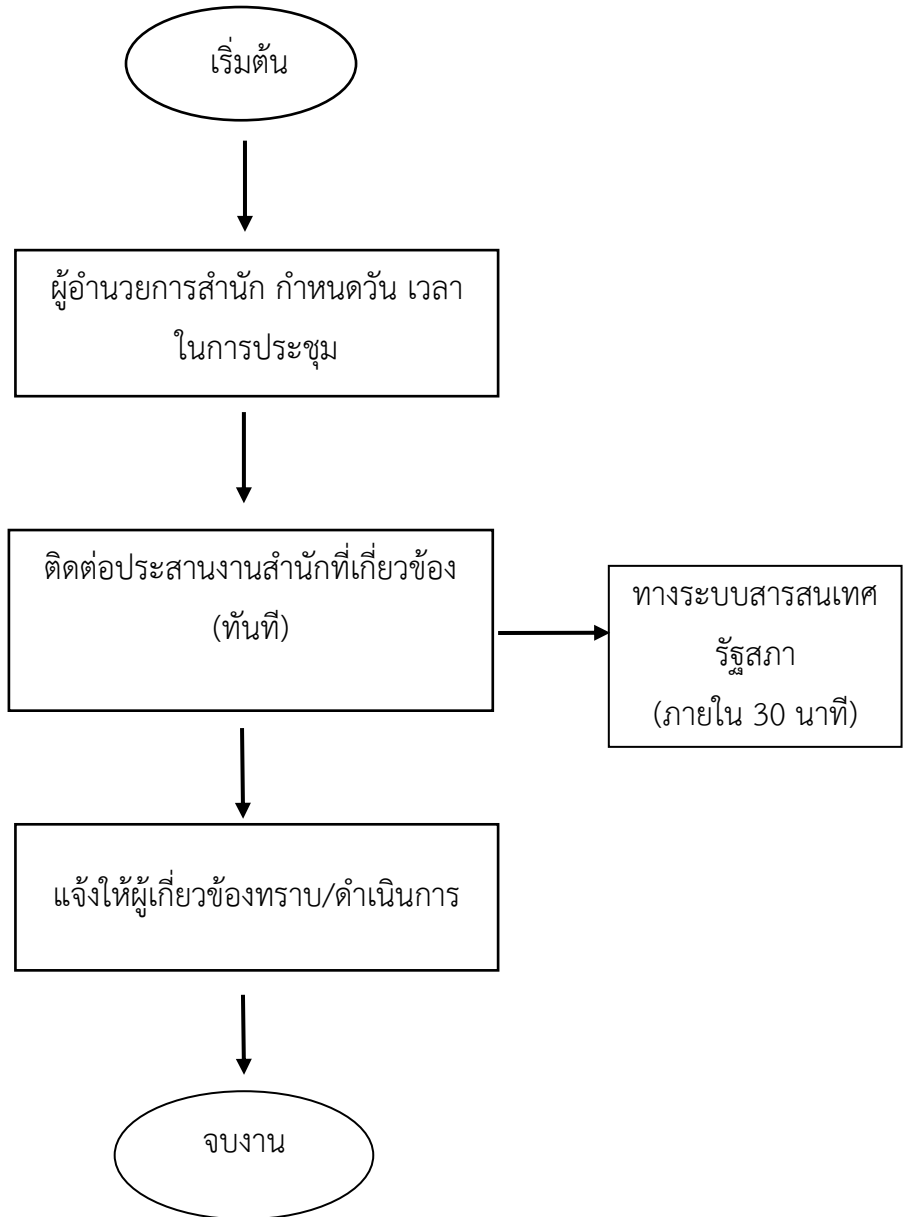 เริ่มต้น
ผู้อำนวยการสำนัก กำหนดวัน เวลา
ในการประชุม
ติดต่อประสานงานสำนักที่เกี่ยวข้อง
(ทันที)
ทางระบบสารสนเทศ
รัฐสภา
(ภายใน 30 นาที)
แจ้งให้ผู้เกี่ยวข้องทราบ/ดำเนินการ
จบงาน